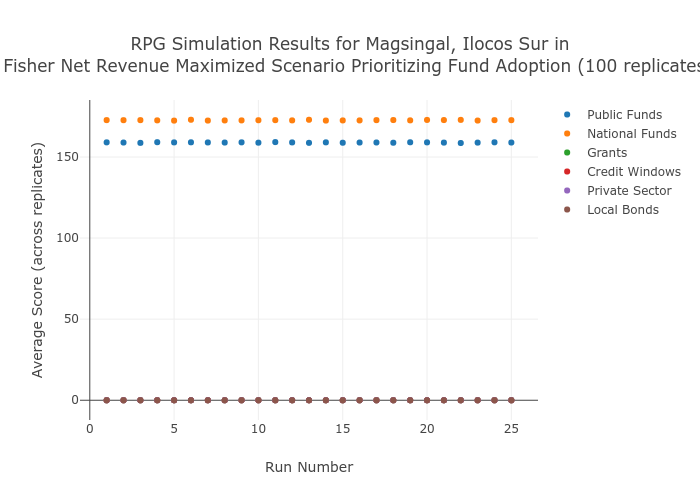 RPG Simulation Results for Magsingal, Ilocos Sur in
Fisher Net Revenue Maximized Scenario Prioritizing Fund Adoption (100 replicates
Average Score (across replicates)
150
100
50
0
0
5
10
15
20
25
Run Number
Public Funds
National Funds
Grants
Credit Windows
Private Sector
Local Bonds